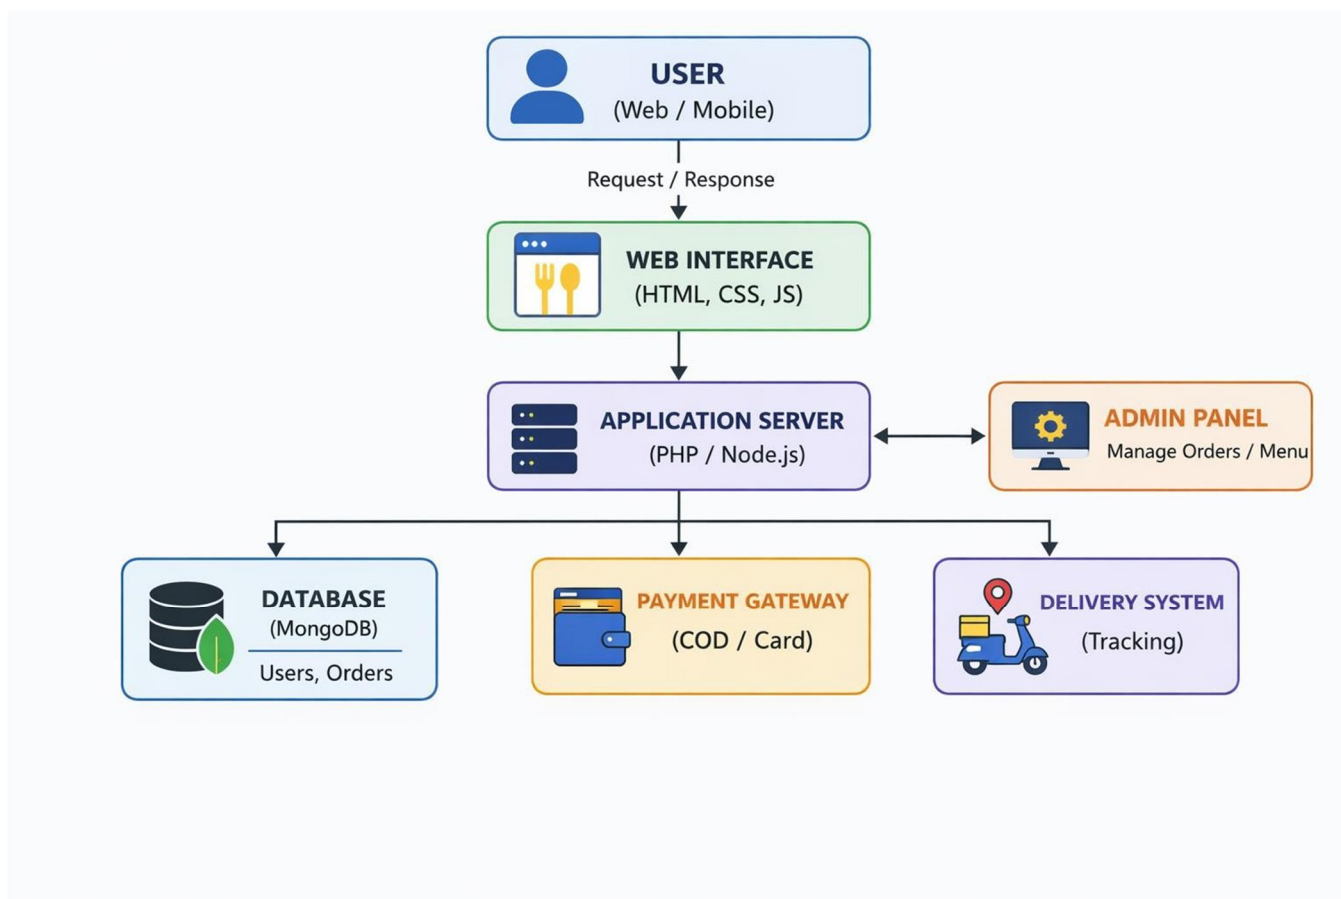 USER
(Web / Mobile)
Request / Response
WEB INTERFACE
(HTML, CSS, JS)
APPLICATION SERVER
(PHP / Node.js)
ADMIN PANEL
Manage Orders / Menu
DATABASE
(MongoDB)
Users, Orders
PAYMENT GATEWAY
(COD / Card)
DELIVERY SYSTEM
(Tracking)